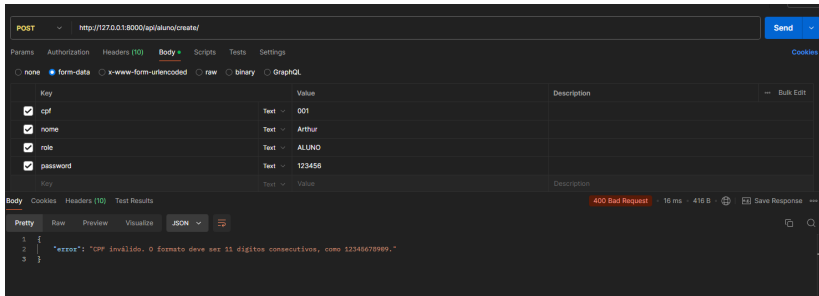 POST http://127.0.0.1:8000/api/aluno/create/ Send
Params Authorization Headers (10) Body Scripts Tests Settings Cookies
none form-data x-www-form-urlencoded raw binary GraphQL
Key Value Description ••• Bulk Edit
cpf Text 001
nome Text Arthur
role Text ALUNO
password Text 123456
Key Text Value Description
Body Cookies Headers (10) Test Results 400 Bad Request • 16 ms • 416 B • Save Response •••
Pretty Raw Preview Visualize JSON
1 {
2 "error": "CPF inválido. O formato deve ser 11 dígitos consecutivos, como 12345678909."
3 }